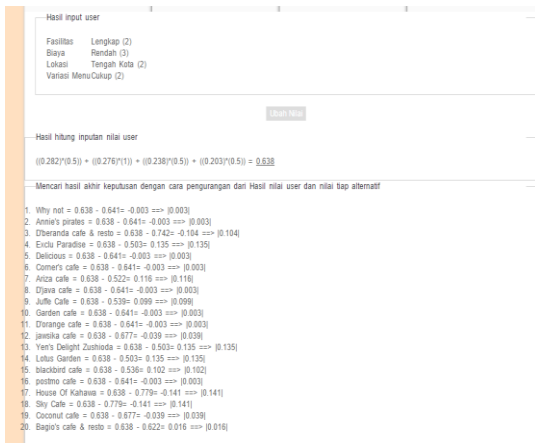 Hasil input user
Fasilitas Lengkap (2)
Biaya Rendah (3)
Lokasi Tengah Kota (2)
Variasi Menu Cukup (2)
Ubah Nilai
Hasil hitung inputan nilai user
((0.282)*(0.5)) + ((0.276)*(1)) + ((0.238)*(0.5)) + ((0.203)*(0.5)) = 0.638
Mencari hasil akhir keputusan dengan cara pengurangan dari Hasil nilai user dan nilai tiap alternatif
1. Why not = 0.638 - 0.641= -0.003 ==> |0.003|
2. Annie's pirates = 0.638 - 0.641= -0.003 ==> |0.003|
3. D'beranda cafe & resto = 0.638 - 0.742= -0.104 ==> |0.104|
4. Exclu Paradise = 0.638 - 0.503= 0.135 ==> |0.135|
5. Delicious = 0.638 - 0.641= -0.003 ==> |0.003|
6. Corner's cafe = 0.638 - 0.641= -0.003 ==> |0.003|
7. Ariza cafe = 0.638 - 0.522= 0.116 ==> |0.116|
8. D'java cafe = 0.638 - 0.641= -0.003 ==> |0.003|
9. Juffe Cafe = 0.638 - 0.539= 0.099 ==> |0.099|
10. Garden cafe = 0.638 - 0.641= -0.003 ==> |0.003|
11. D'orange cafe = 0.638 - 0.641= -0.003 ==> |0.003|
12. jawsika cafe = 0.638 - 0.677= -0.039 ==> |0.039|
13. Yen's Delight Zushioda = 0.638 - 0.503= 0.135 ==> |0.135|
14. Lotus Garden = 0.638 - 0.503= 0.135 ==> |0.135|
15. blackbird cafe = 0.638 - 0.536= 0.102 ==> |0.102|
16. postmo cafe = 0.638 - 0.641= -0.003 ==> |0.003|
17. House Of Kahawa = 0.638 - 0.779= -0.141 ==> |0.141|
18. Sky Cafe = 0.638 - 0.779= -0.141 ==> |0.141|
19. Coconut cafe = 0.638 - 0.677= -0.039 ==> |0.039|
20. Bagio's cafe & resto = 0.638 - 0.622= 0.016 ==> |0.016|